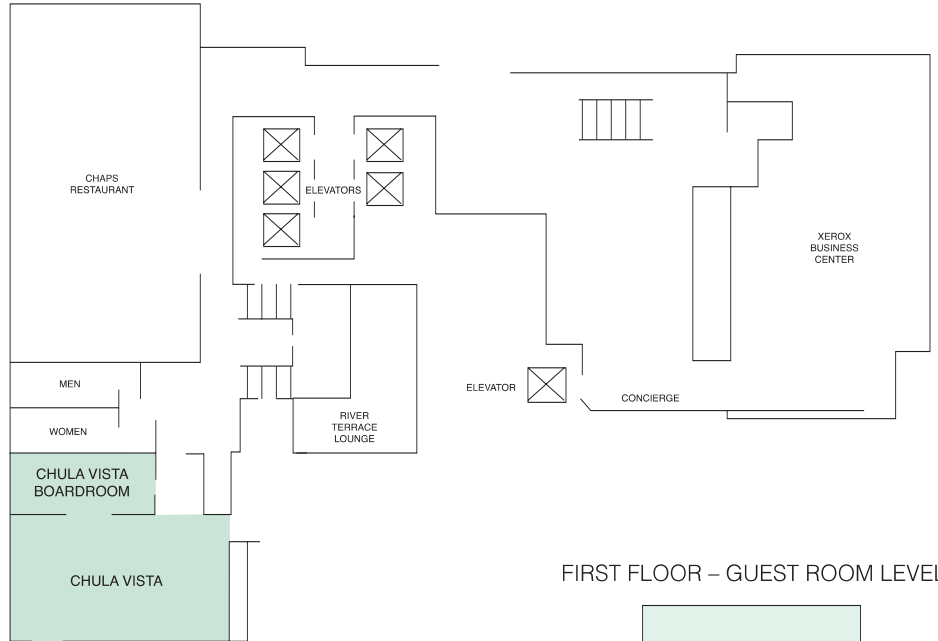 CHAPS
RESTAURANT
ELEVATORS
XEROX
BUSINESS
CENTER
MEN
ELEVATOR
CONCIERGE
WOMEN
RIVER
TERRACE
LOUNGE
CHULA VISTA
BOARDROOM
CHULA VISTA
FIRST FLOOR – GUEST ROOM LEVEL